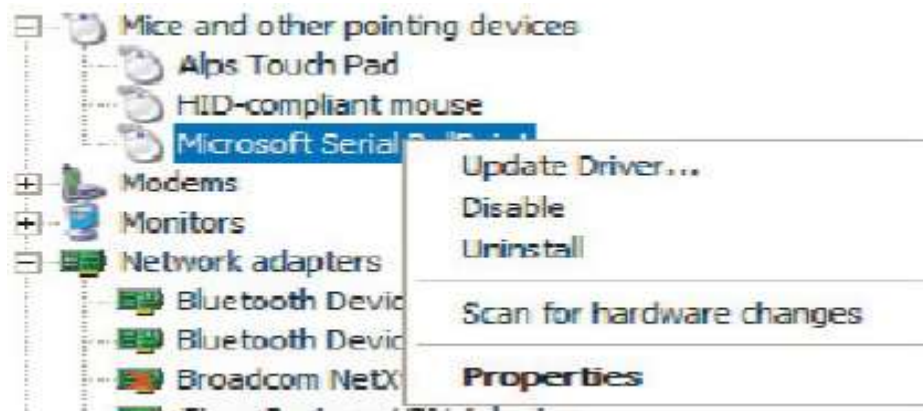 Mice and other pointing devices
Alps Touch Pad
HID-compliant mouse
Microsoft Serial
Modems
Monitors
Network adapters
Bluetooth Devic
Bluetooth Devic
Broadcom NetX
Update Driver...
Disable
Uninstall
Scan for hardware changes
Properties